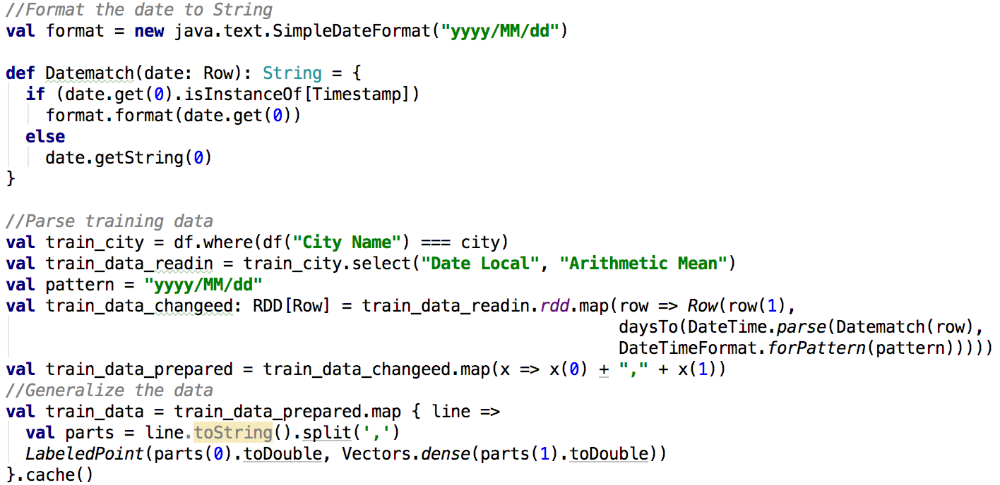 //Format the date to String
val format = new java.text.SimpleDateFormat("yyyy/MM/dd")
def Datematch(date: Row): String = {
  if (date.get(0).isInstanceOf[Timestamp])
    format.format(date.get(0))
  else
    date.getString(0)
}
//Parse training data
val train_city = df.where(df("City Name") === city)
val train_data_readin = train_city.select("Date Local", "Arithmetic Mean")
val pattern = "yyyy/MM/dd"
val train_data_changeed: RDD[Row] = train_data_readin.rdd.map(row => Row(row(1),
                                                              daysTo(DateTime.parse(Datematch(row),
                                                              DateTimeFormat.forPattern(pattern)))))
val train_data_prepared = train_data_changeed.map(x => x(0) + "," + x(1))
//Generalize the data
val train_data = train_data_prepared.map { line =>
  val parts = line.toString().split(',')
  LabeledPoint(parts(0).toDouble, Vectors.dense(parts(1).toDouble))
}.cache()